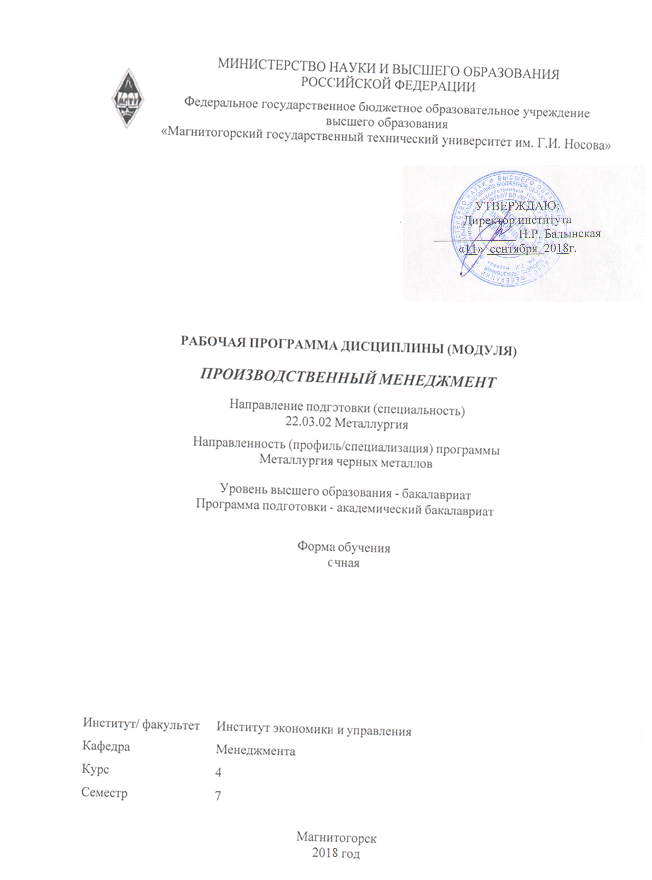 МИНИСТЕРСТВО НАУКИ И ВЫСШЕГО ОБРАЗОВАНИЯ
РОССИЙСКОЙ ФЕДЕРАЦИИ
Федеральное государственное бюджетное образовательное учреждение
высшего образования
«Магнитогорский государственный технический университет им. Г.И. Носова»
УТВЕРЖДАЮ:
Директор института
Н.Р. Балынская
«11» сентября 2018г.
РАБОЧАЯ ПРОГРАММА ДИСЦИПЛИНЫ (МОДУЛЯ)
ПРОИЗВОДСТВЕННЫЙ МЕНЕДЖМЕНТ
Направление подготовки (специальность)
22.03.02 Металлургия
Направленность (профиль/специализация) программы
Металлургия черных металлов
Уровень высшего образования - бакалавриат
Программа подготовки - академический бакалавриат
Форма обучения
очная
Институт/ факультет Институт экономики и управления
Кафедра Менеджмента
Курс 4
Семестр 7
Магнитогорск
2018 год